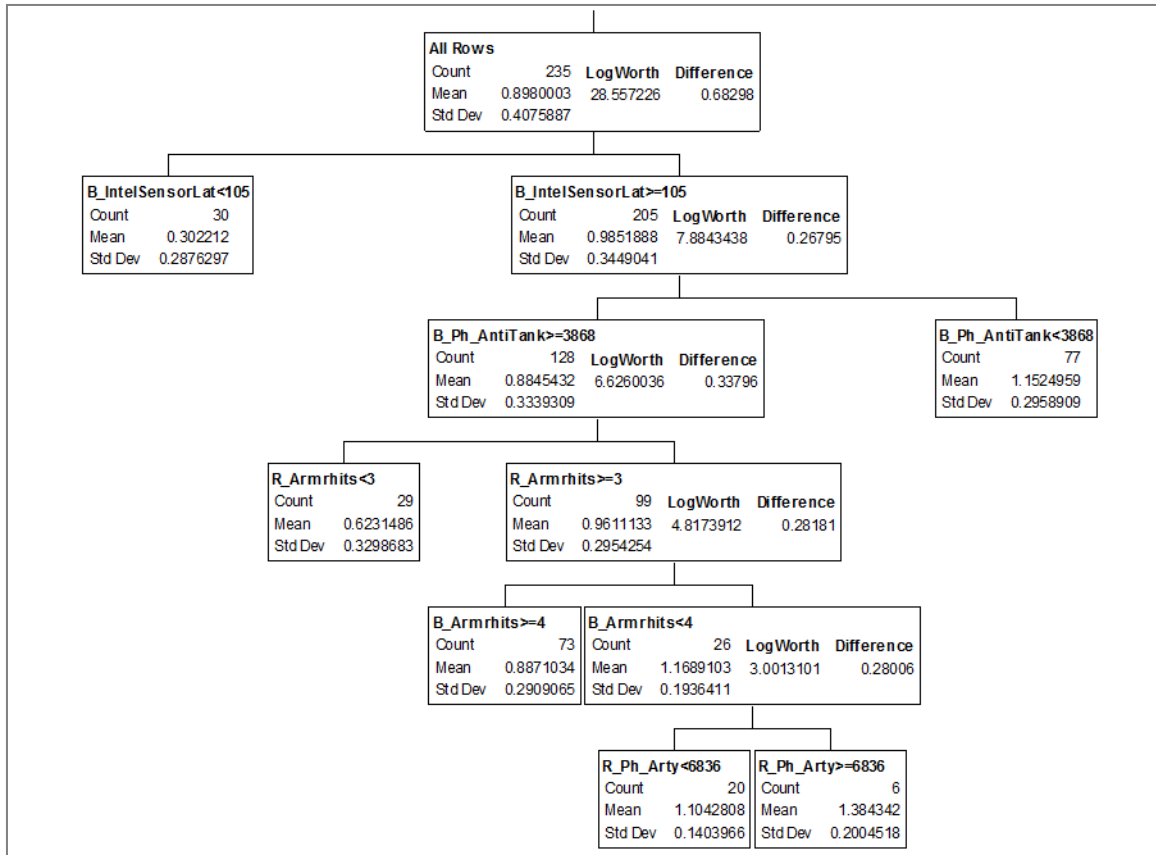 All Rows
Count 235 LogWorth Difference
Mean 0.8980003 28.557226 0.68298
Std Dev 0.4075887
B_IntelSensorLat<105
Count 30
Mean 0.302212
Std Dev 0.2876297
B_IntelSensorLat>=105
Count 205 LogWorth Difference
Mean 0.9851888 7.8843438 0.26795
Std Dev 0.3449041
B_Ph_AntiTank>=3868
Count 128 LogWorth Difference
Mean 0.8845432 6.6260036 0.33796
Std Dev 0.3339309
B_Ph_AntiTank<3868
Count 77
Mean 1.1524959
Std Dev 0.2958909
R_Armrhits<3
Count 29
Mean 0.6231486
Std Dev 0.3298683
R_Armrhits>=3
Count 99 LogWorth Difference
Mean 0.9611133 4.8173912 0.28181
Std Dev 0.2954254
B_Armrhits>=4
Count 73
Mean 0.8871034
Std Dev 0.2909065
B_Armrhits<4
Count 26 LogWorth Difference
Mean 1.1689103 3.0013101 0.28006
Std Dev 0.1936411
R_Ph_Arty<6836
Count 20
Mean 1.1042808
Std Dev 0.1403966
R_Ph_Arty>=6836
Count 6
Mean 1.384342
Std Dev 0.2004518